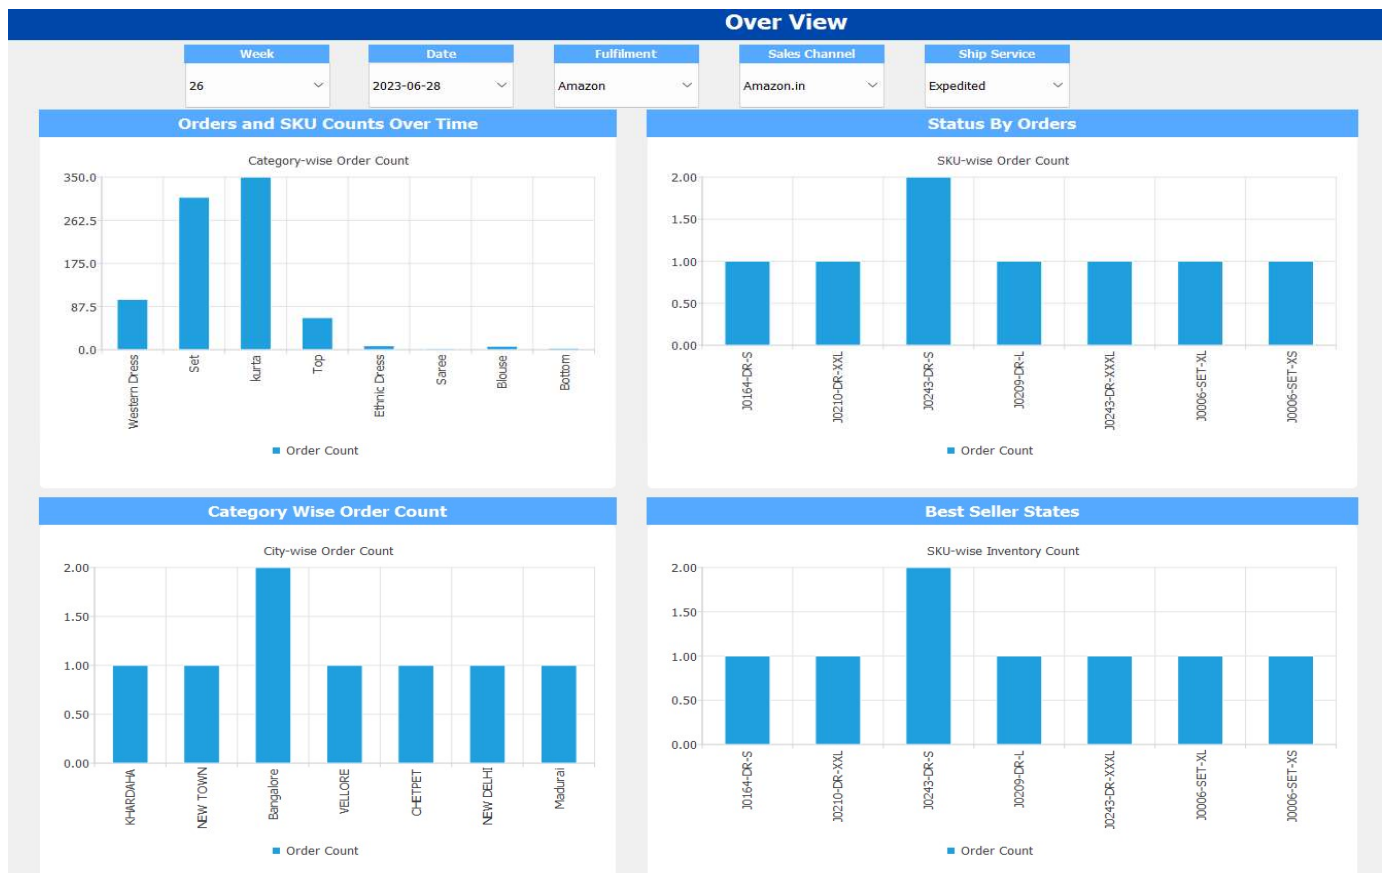 Over View
Week
Date
Fulfilment
Sales Channel
Ship Service
26
2023-06-28
Amazon
Amazon.in
Expedited
Orders and SKU Counts Over Time
Category-wise Order Count
350.0
262.5
175.0
87.5
0.0
Western Dress
Set
kurta
Top
Ethnic Dress
Saree
Blouse
Bottom
Order Count
Status By Orders
SKU-wise Order Count
2.00
1.50
1.00
0.50
0.00
J0164-DR-S
J0210-DR-XXL
J0243-DR-S
J0209-DR-L
J0243-DR-XXXL
J0006-SET-XL
J0006-SET-XS
Order Count
Category Wise Order Count
City-wise Order Count
2.00
1.50
1.00
0.50
0.00
KHARDAHA
NEW TOWN
Bangalore
VELLORE
CHETPET
NEW DELHI
Madurai
Order Count
Best Seller States
SKU-wise Inventory Count
2.00
1.50
1.00
0.50
0.00
J0164-DR-S
J0210-DR-XXL
J0243-DR-S
J0209-DR-L
J0243-DR-XXXL
J0006-SET-XL
J0006-SET-XS
Order Count